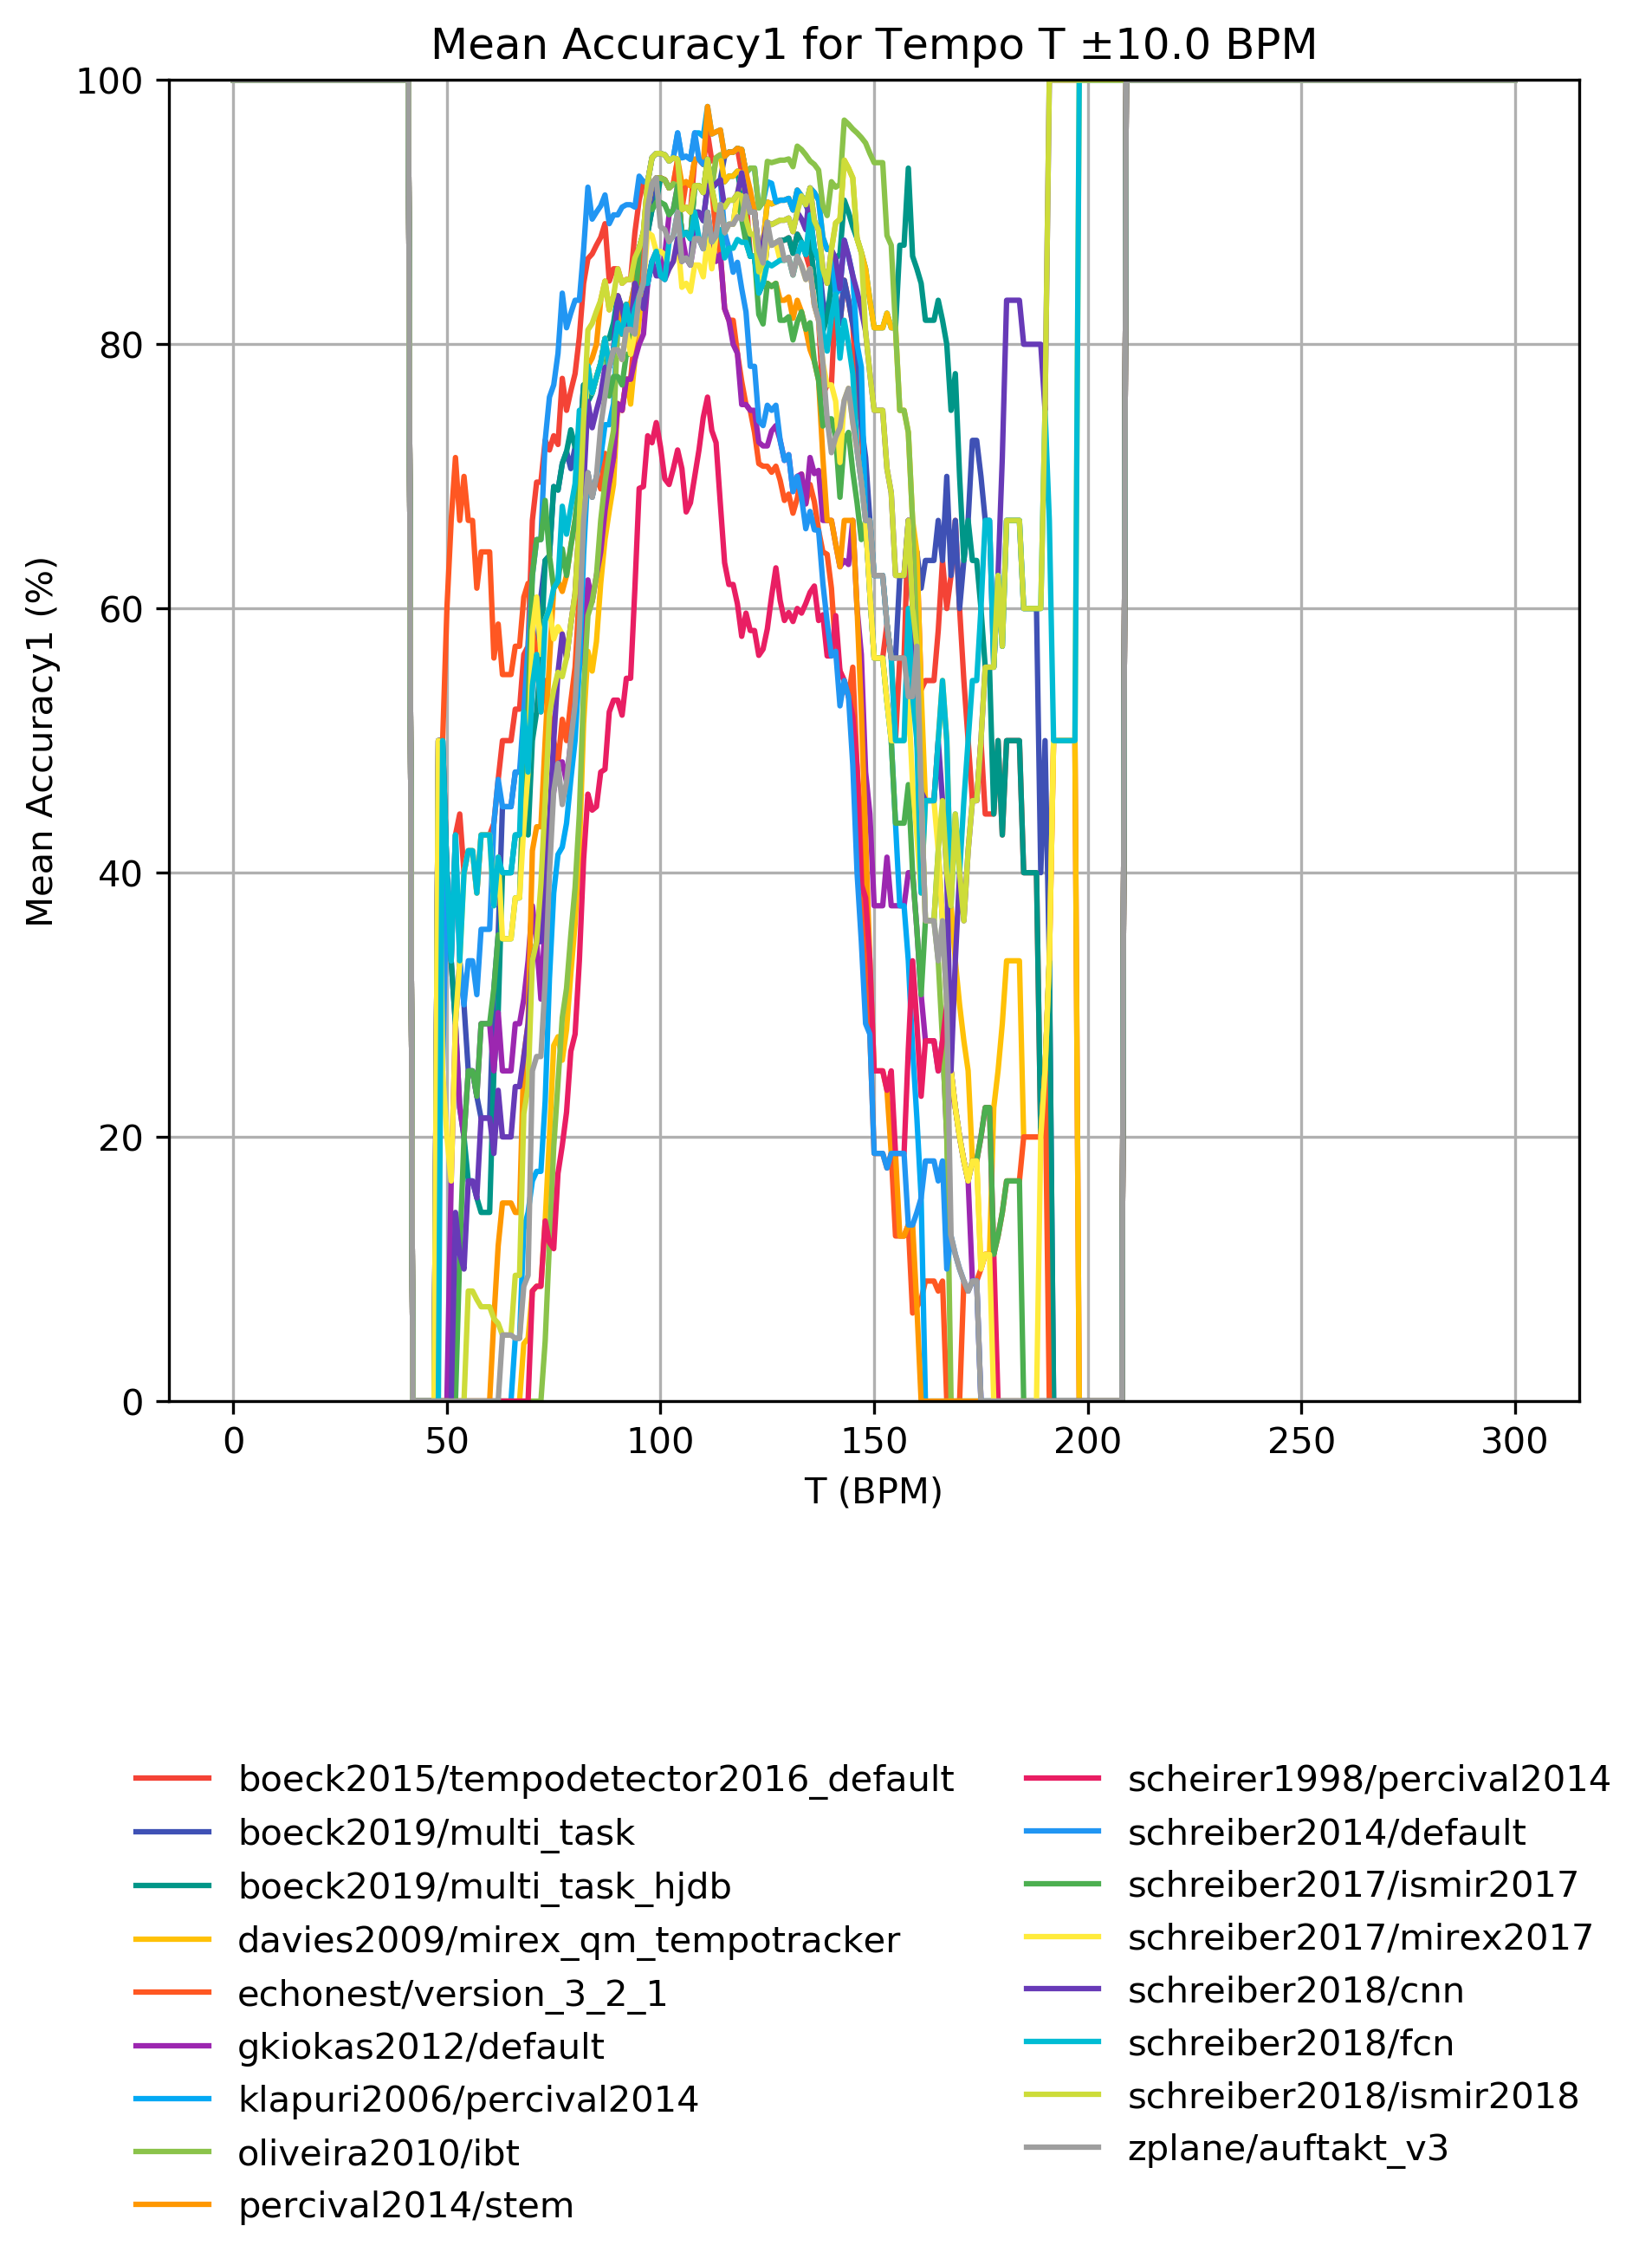 Mean Accuracy1 for Tempo T ±10.0 BPM
100
80
60
40
20
0
Mean Accuracy1 (%)
0 50 100 150 200 250 300
T (BPM)
boeck2015/tempodetector2016_default
boeck2019/multi_task
boeck2019/multi_task_hjdb
davies2009/mirex_qm_tempotracker
echonest/version_3_2_1
gkiokas2012/default
klapuri2006/percival2014
oliveira2010/ibt
percival2014/stem
scheirer1998/percival2014
schreiber2014/default
schreiber2017/ismir2017
schreiber2017/mirex2017
schreiber2018/cnn
schreiber2018/fcn
schreiber2018/ismir2018
zplane/auftakt_v3